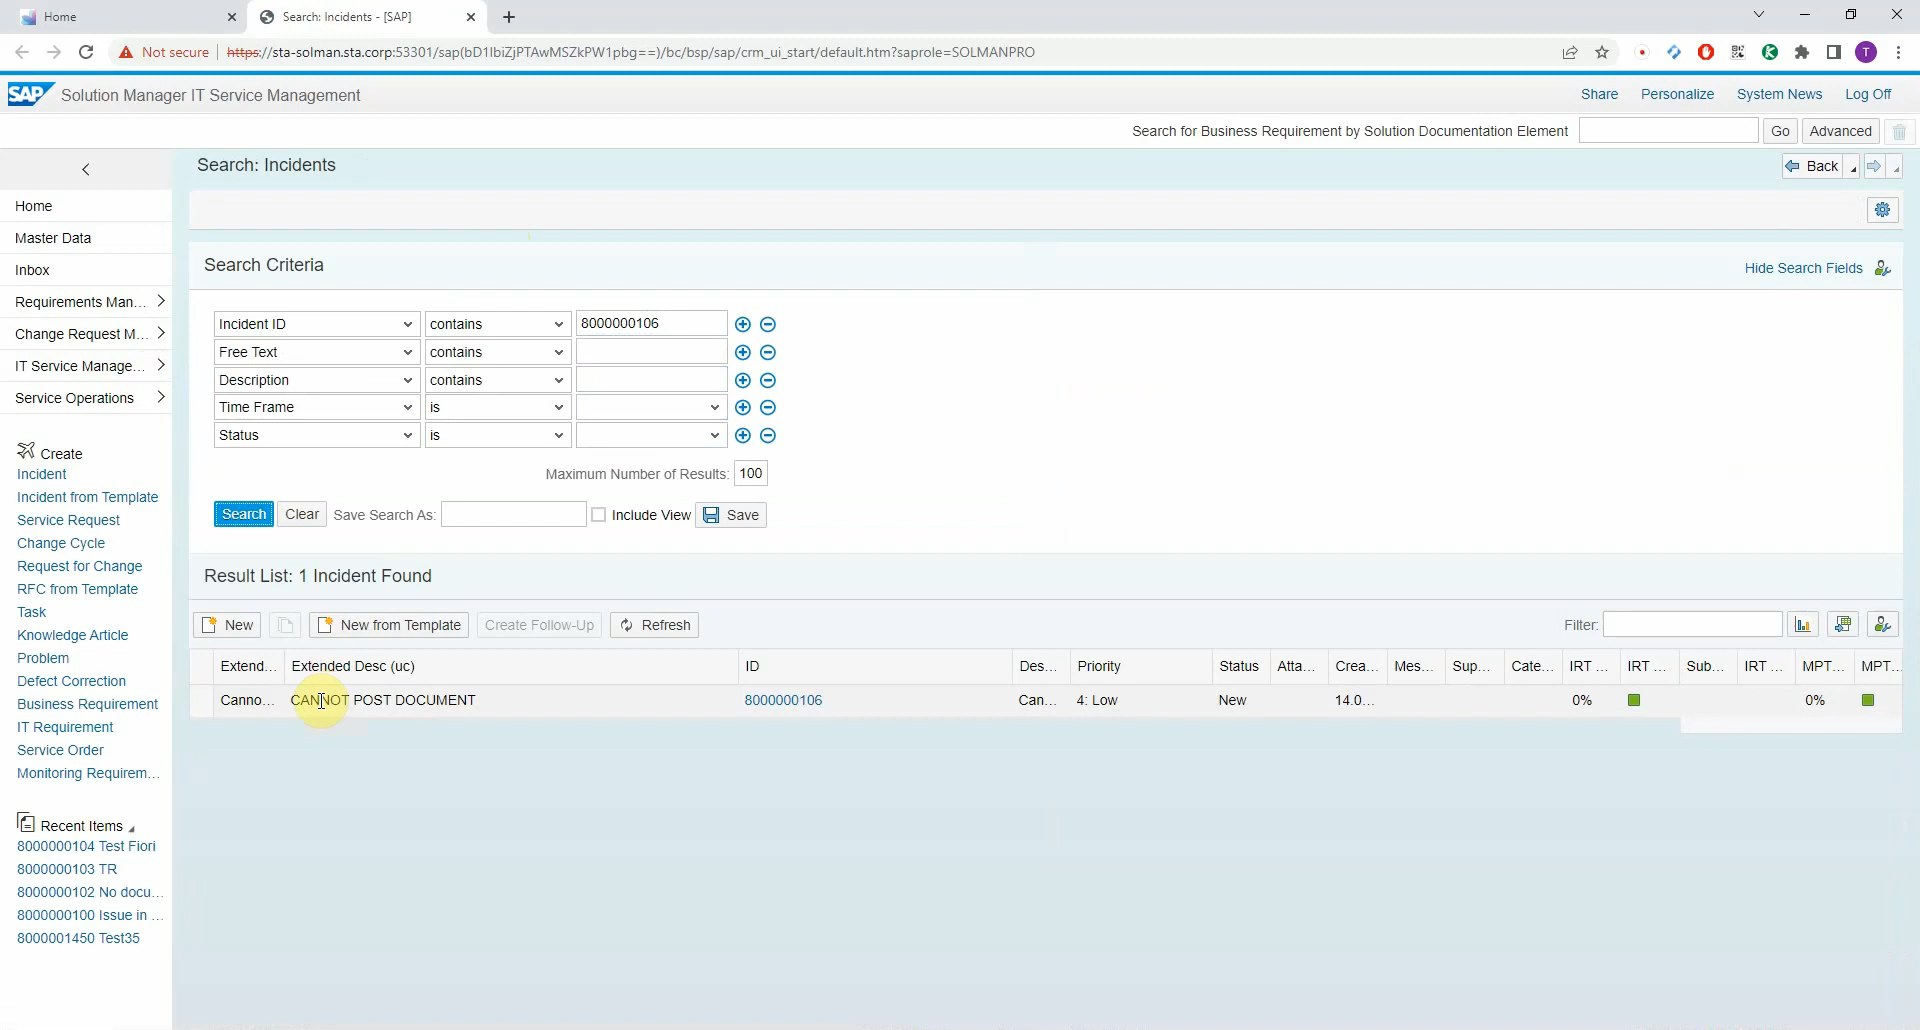 Home
Search: Incidents - [SAP]
Not secure
https://sta-solman.sta.corp:53301/sap(bD1lbiZjPTAwMSZkPW1pbg==)/bc/bsp/sap/crm_ui_start/default.htm?saprole=SOLMANPRO
T
SAP Solution Manager IT Service Management
Share Personalize System News Log Off
Search for Business Requirement by Solution Documentation Element Go Advanced
Search: Incidents
Back
Home
Master Data
Inbox
Requirements Man...
Change Request M...
IT Service Manage...
Service Operations
Create
Incident
Incident from Template
Service Request
Change Cycle
Request for Change
RFC from Template
Task
Knowledge Article
Problem
Defect Correction
Business Requirement
IT Requirement
Service Order
Monitoring Requirem...
Recent Items
8000000104 Test Fiori
8000000103 TR
8000000102 No docu...
8000000100 Issue in ...
8000001450 Test35
Search Criteria
Hide Search Fields
Incident ID contains 8000000106
Free Text contains
Description contains
Time Frame is
Status is
Maximum Number of Results: 100
Search Clear Save Search As: Include View Save
Result List: 1 Incident Found
New New from Template Create Follow-Up Refresh Filter:
Extend... Extended Desc (uc) ID Des... Priority Status Atta... Crea... Mes... Sup... Cate... IRT ... IRT ... Sub... IRT ... MPT... MPT...
Canno... CANNOT POST DOCUMENT 8000000106 Can... 4: Low New 14.0... 0% 0%